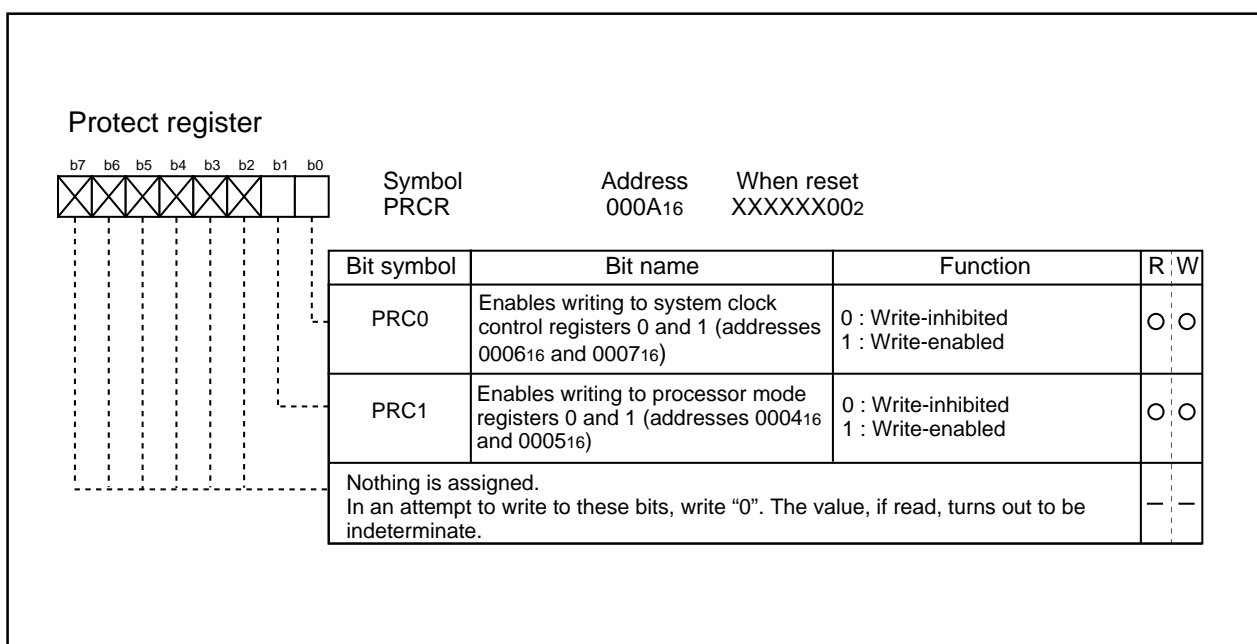 Protect register
b7 b6 b5 b4 b3 b2 b1 b0
Symbol Address When reset
PRCR 000A16 XXXXXX002
Bit symbol Bit name Function R W
PRC0
Enables writing to system clock
control registers 0 and 1 (addresses
000616 and 000716)
0 : Write-inhibited
1 : Write-enabled
PRC1
Enables writing to processor mode
registers 0 and 1 (addresses 000416
and 000516)
0 : Write-inhibited
1 : Write-enabled
Nothing is assigned.
In an attempt to write to these bits, write “0”. The value, if read, turns out to be
indeterminate.